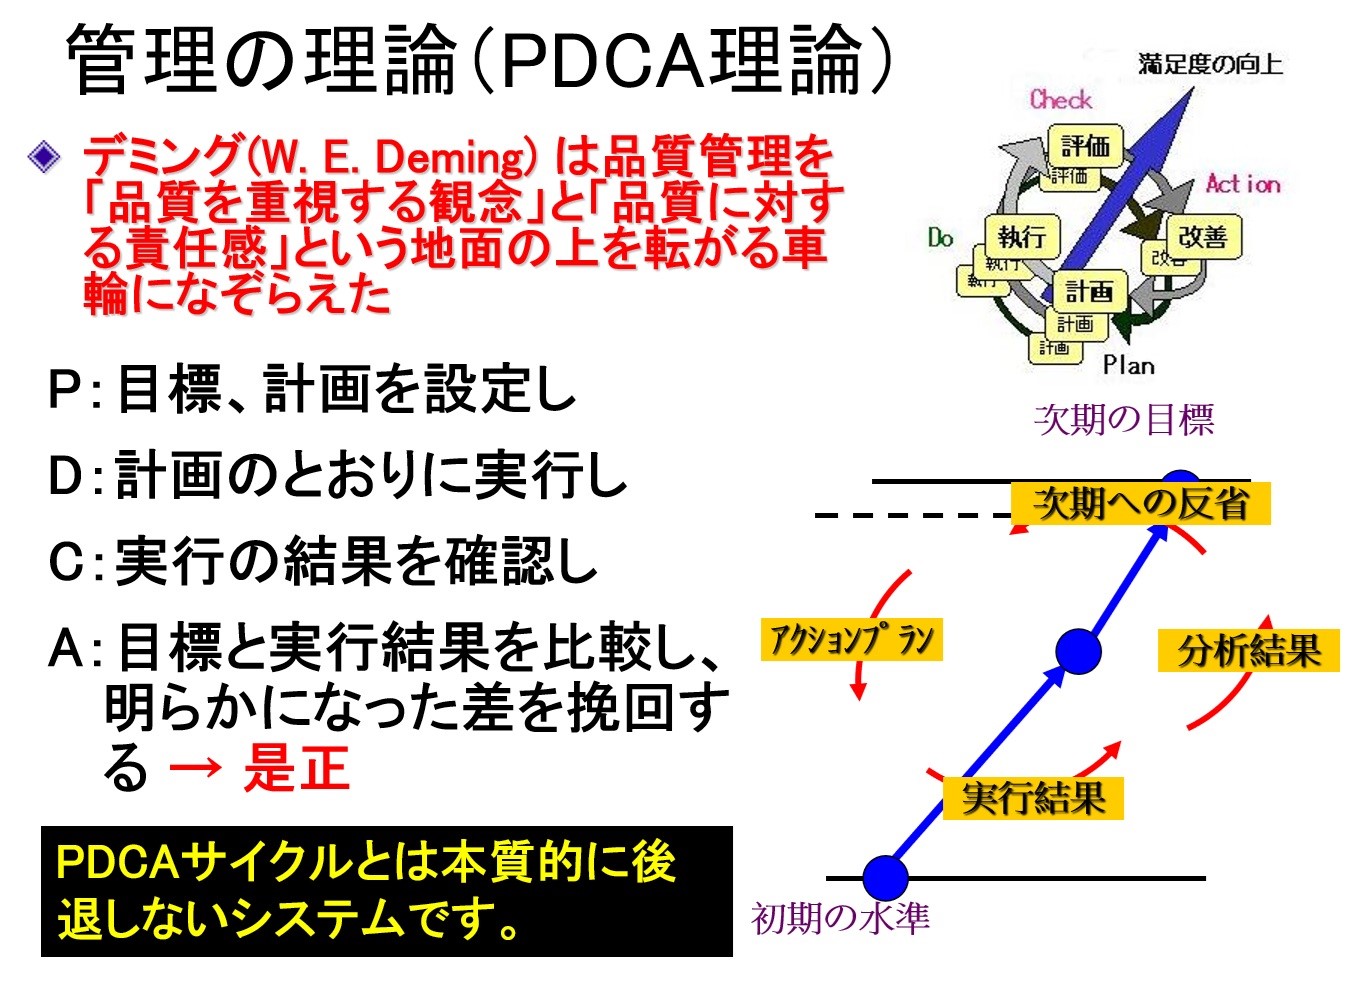 管理の理論(PDCA理論)
デミング(W. E. Deming) は品質管理を
「品質を重視する観念」と「品質に対す
る責任感」という地面の上を転がる車
輪になぞらえた
P:目標、計画を設定し
D:計画のとおりに実行し
C:実行の結果を確認し
A:目標と実行結果を比較し、
明らかになった差を挽回す
る → 是正
PDCAサイクルとは本質的に後
退しないシステムです。
満足度の向上
Check
評価
評価
Action
Do
執行
執行
執行
改善
改善
計画
計画
計画
Plan
次期の目標
次期への反省
ｱｸｼｮﾝﾌﾟﾗﾝ
分析結果
実行結果
初期の水準